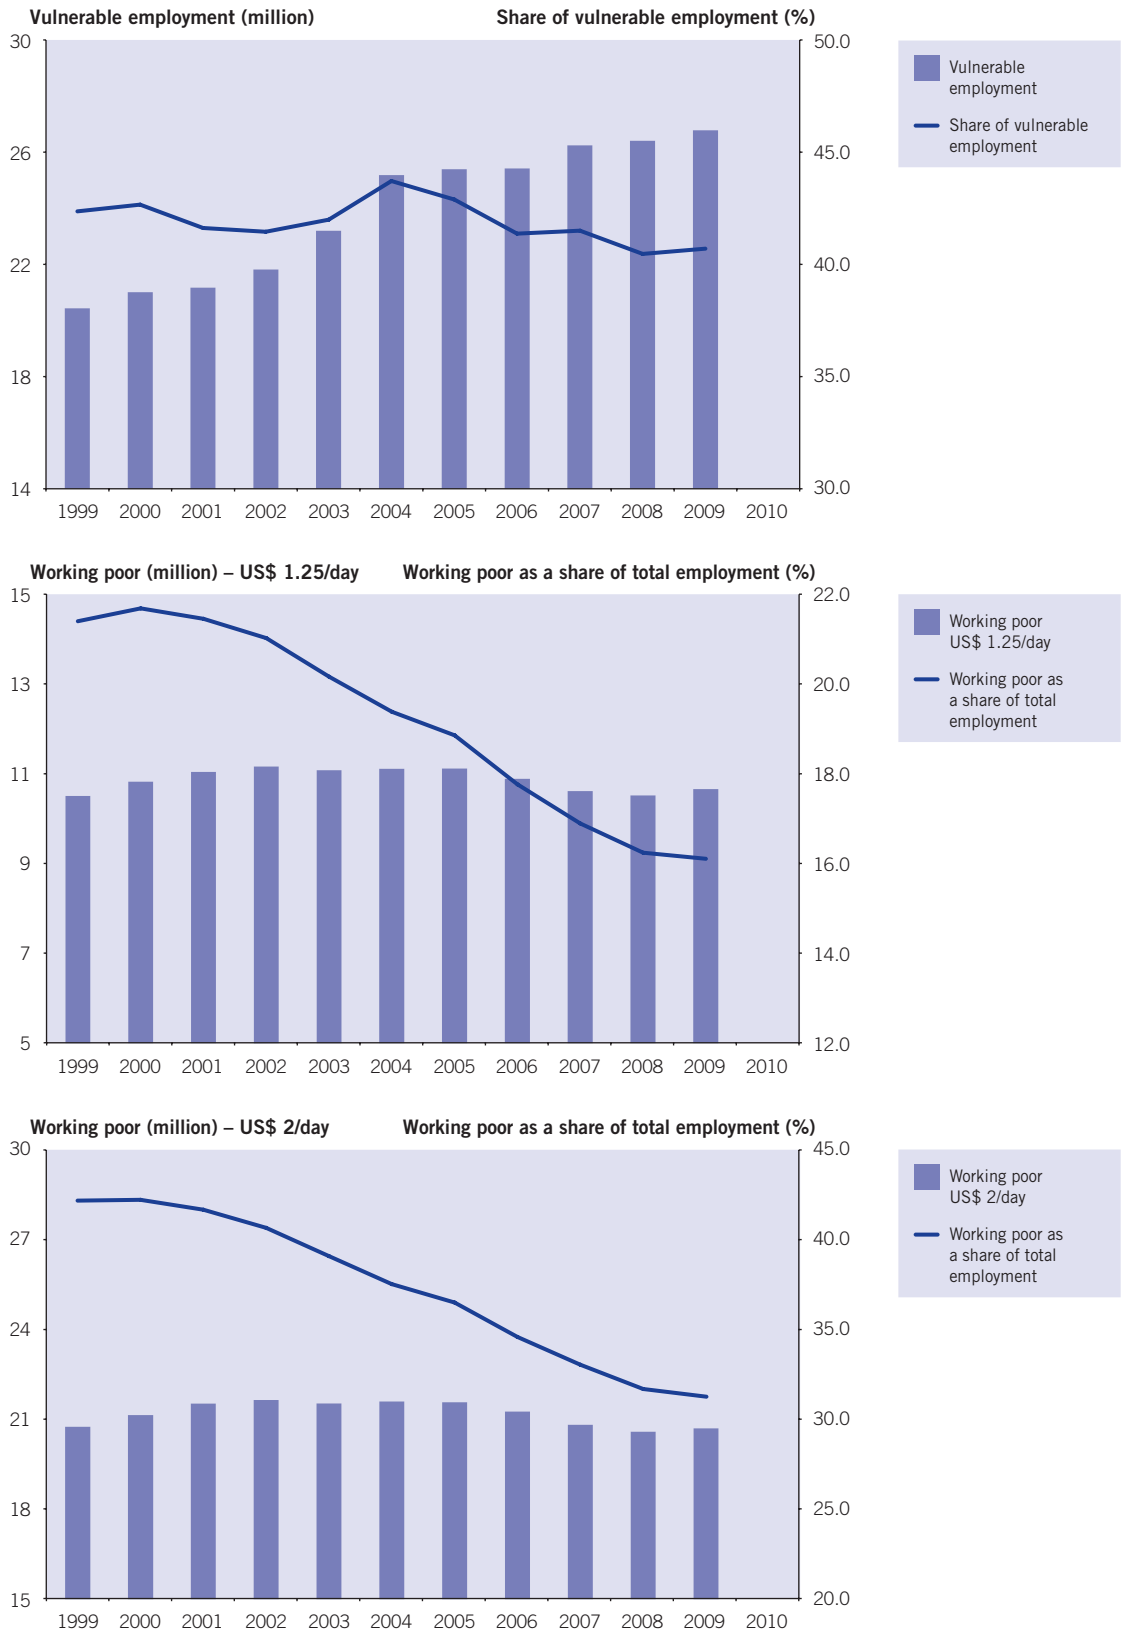 Vulnerable employment (million) Share of vulnerable employment (%)
30 50.0
26 45.0
22 40.0
18 35.0
14 30.0
1999 2000 2001 2002 2003 2004 2005 2006 2007 2008 2009 2010
Vulnerable
employment
Share of vulnerable
employment
Working poor (million) – US$ 1.25/day Working poor as a share of total employment (%)
15 22.0
13 20.0
11 18.0
9 16.0
7 14.0
5 12.0
1999 2000 2001 2002 2003 2004 2005 2006 2007 2008 2009 2010
Working poor
US$ 1.25/day
Working poor as
a share of total
employment
Working poor (million) – US$ 2/day Working poor as a share of total employment (%)
30 45.0
27 40.0
24 35.0
21 30.0
18 25.0
15 20.0
1999 2000 2001 2002 2003 2004 2005 2006 2007 2008 2009 2010
Working poor
US$ 2/day
Working poor as
a share of total
employment